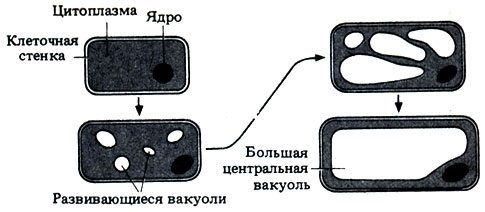 Цитоплазма
Ядро
Клеточная
стенка
Развивающиеся вакуоли
Большая
центральная
вакуоль